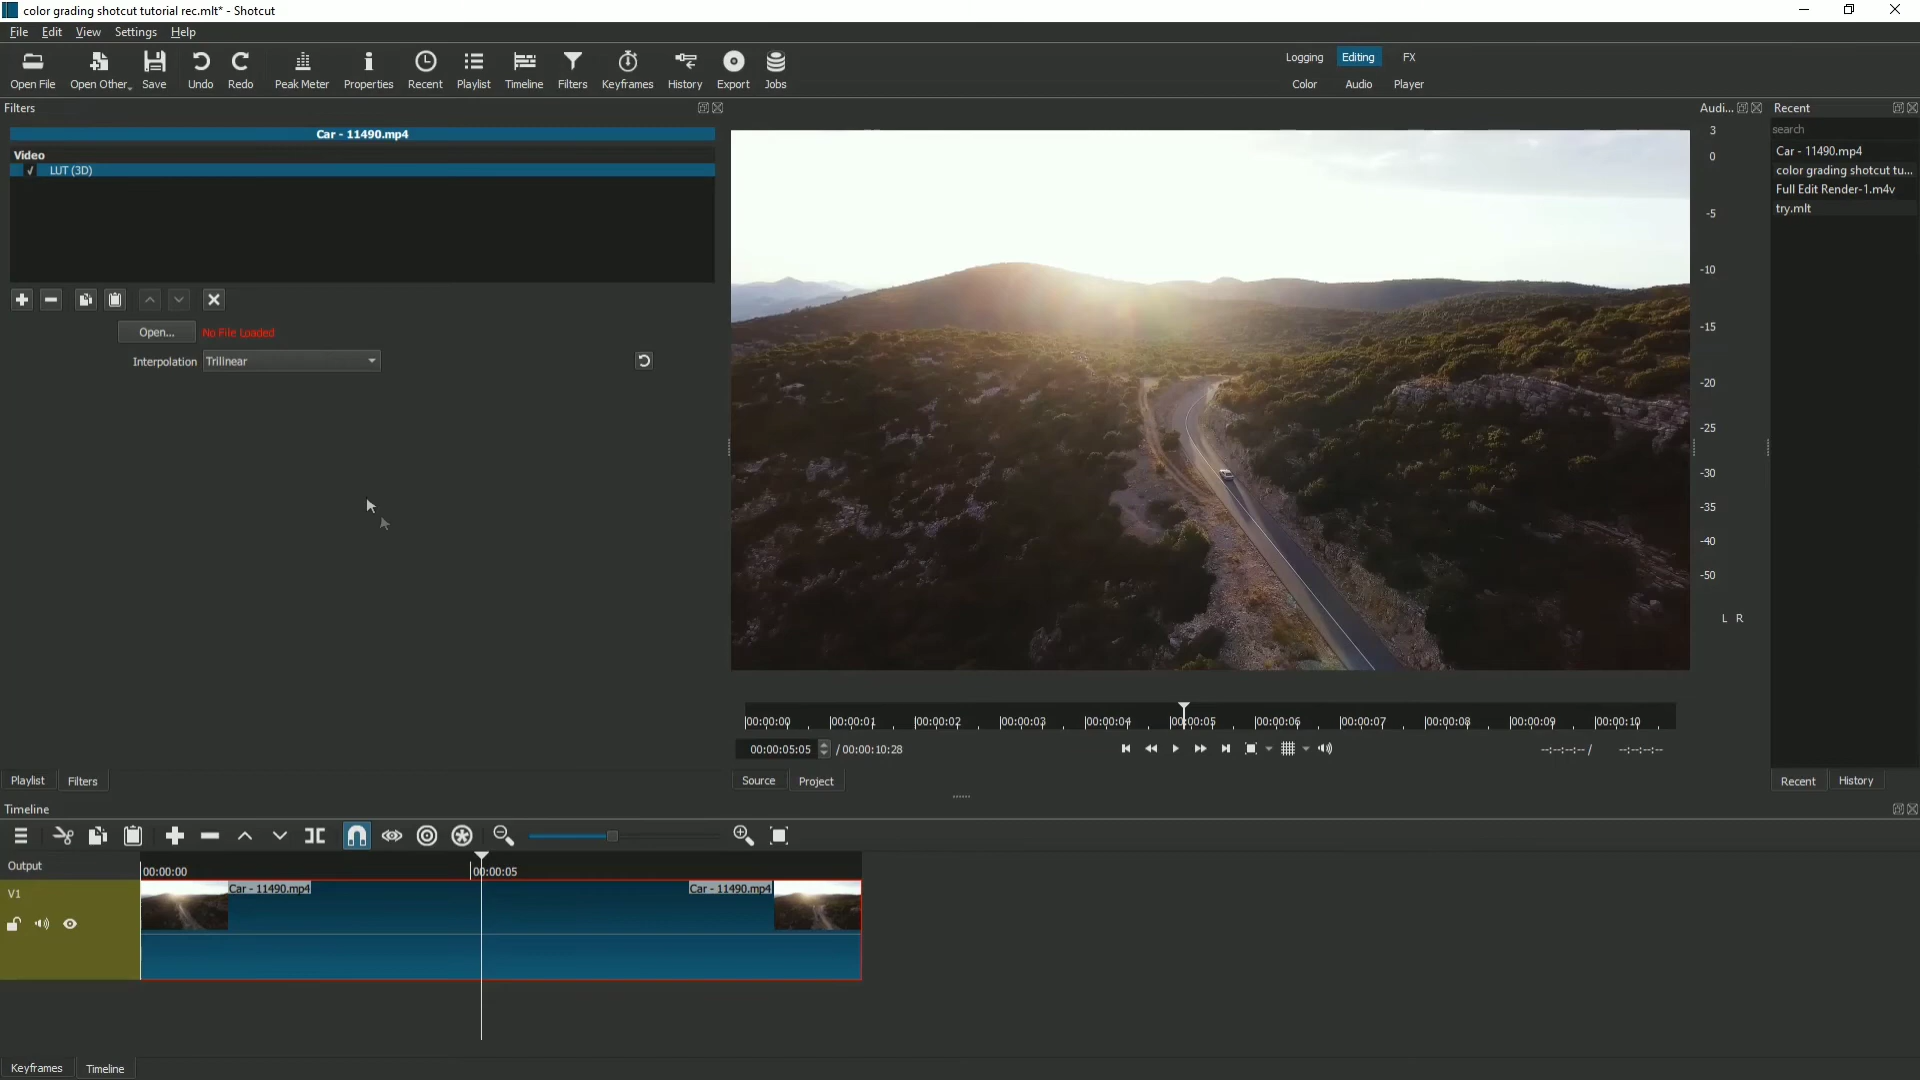 color grading shotcut tutorial rec.mlt* - Shotcut
File Edit View Settings Help
Open File Open Other... Save Undo Redo Peak Meter Properties Recent Playlist Timeline Filters Keyframes History Export Jobs
Logging Editing FX
Color Audio Player
Filters
Car - 11490.mp4
Video
✓ LUT (3D)
Open... No File Loaded
Interpolation Trilinear
Audi...
3
0
-5
-10
-15
-20
-25
-30
-35
-40
-50
L R
Recent
search
Car - 11490.mp4
color grading shotcut tu...
Full Edit Render-1.m4v
try.mlt
00:00:00 00:00:01 00:00:02 00:00:03 00:00:04 00:00:05 00:00:06 00:00:07 00:00:08 00:00:09 00:00:10
00:00:05:05 / 00:00:10:28
--:--:--:-- / --:--:--:--
Playlist Filters
Source Project
Recent History
Timeline
Output
00:00:00 00:00:05
V1
Car - 11490.mp4 Car - 11490.mp4
Keyframes Timeline